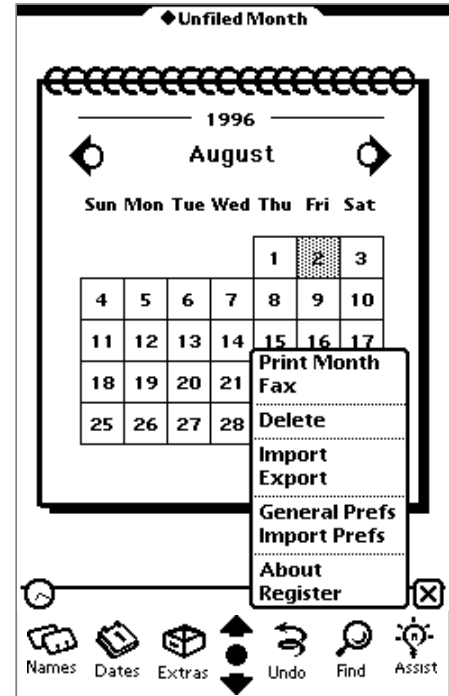 ◆Unfiled Month
1996
August
Sun Mon Tue Wed Thu Fri Sat
1 2 3
4 5 6 7 8 9 10
11 12 13 14 15 16 17
18 19 20 21
25 26 27 28
Print Month
Fax
Delete
Import
Export
General Prefs
Import Prefs
About
Register
Names Dates Extras Undo Find Assist